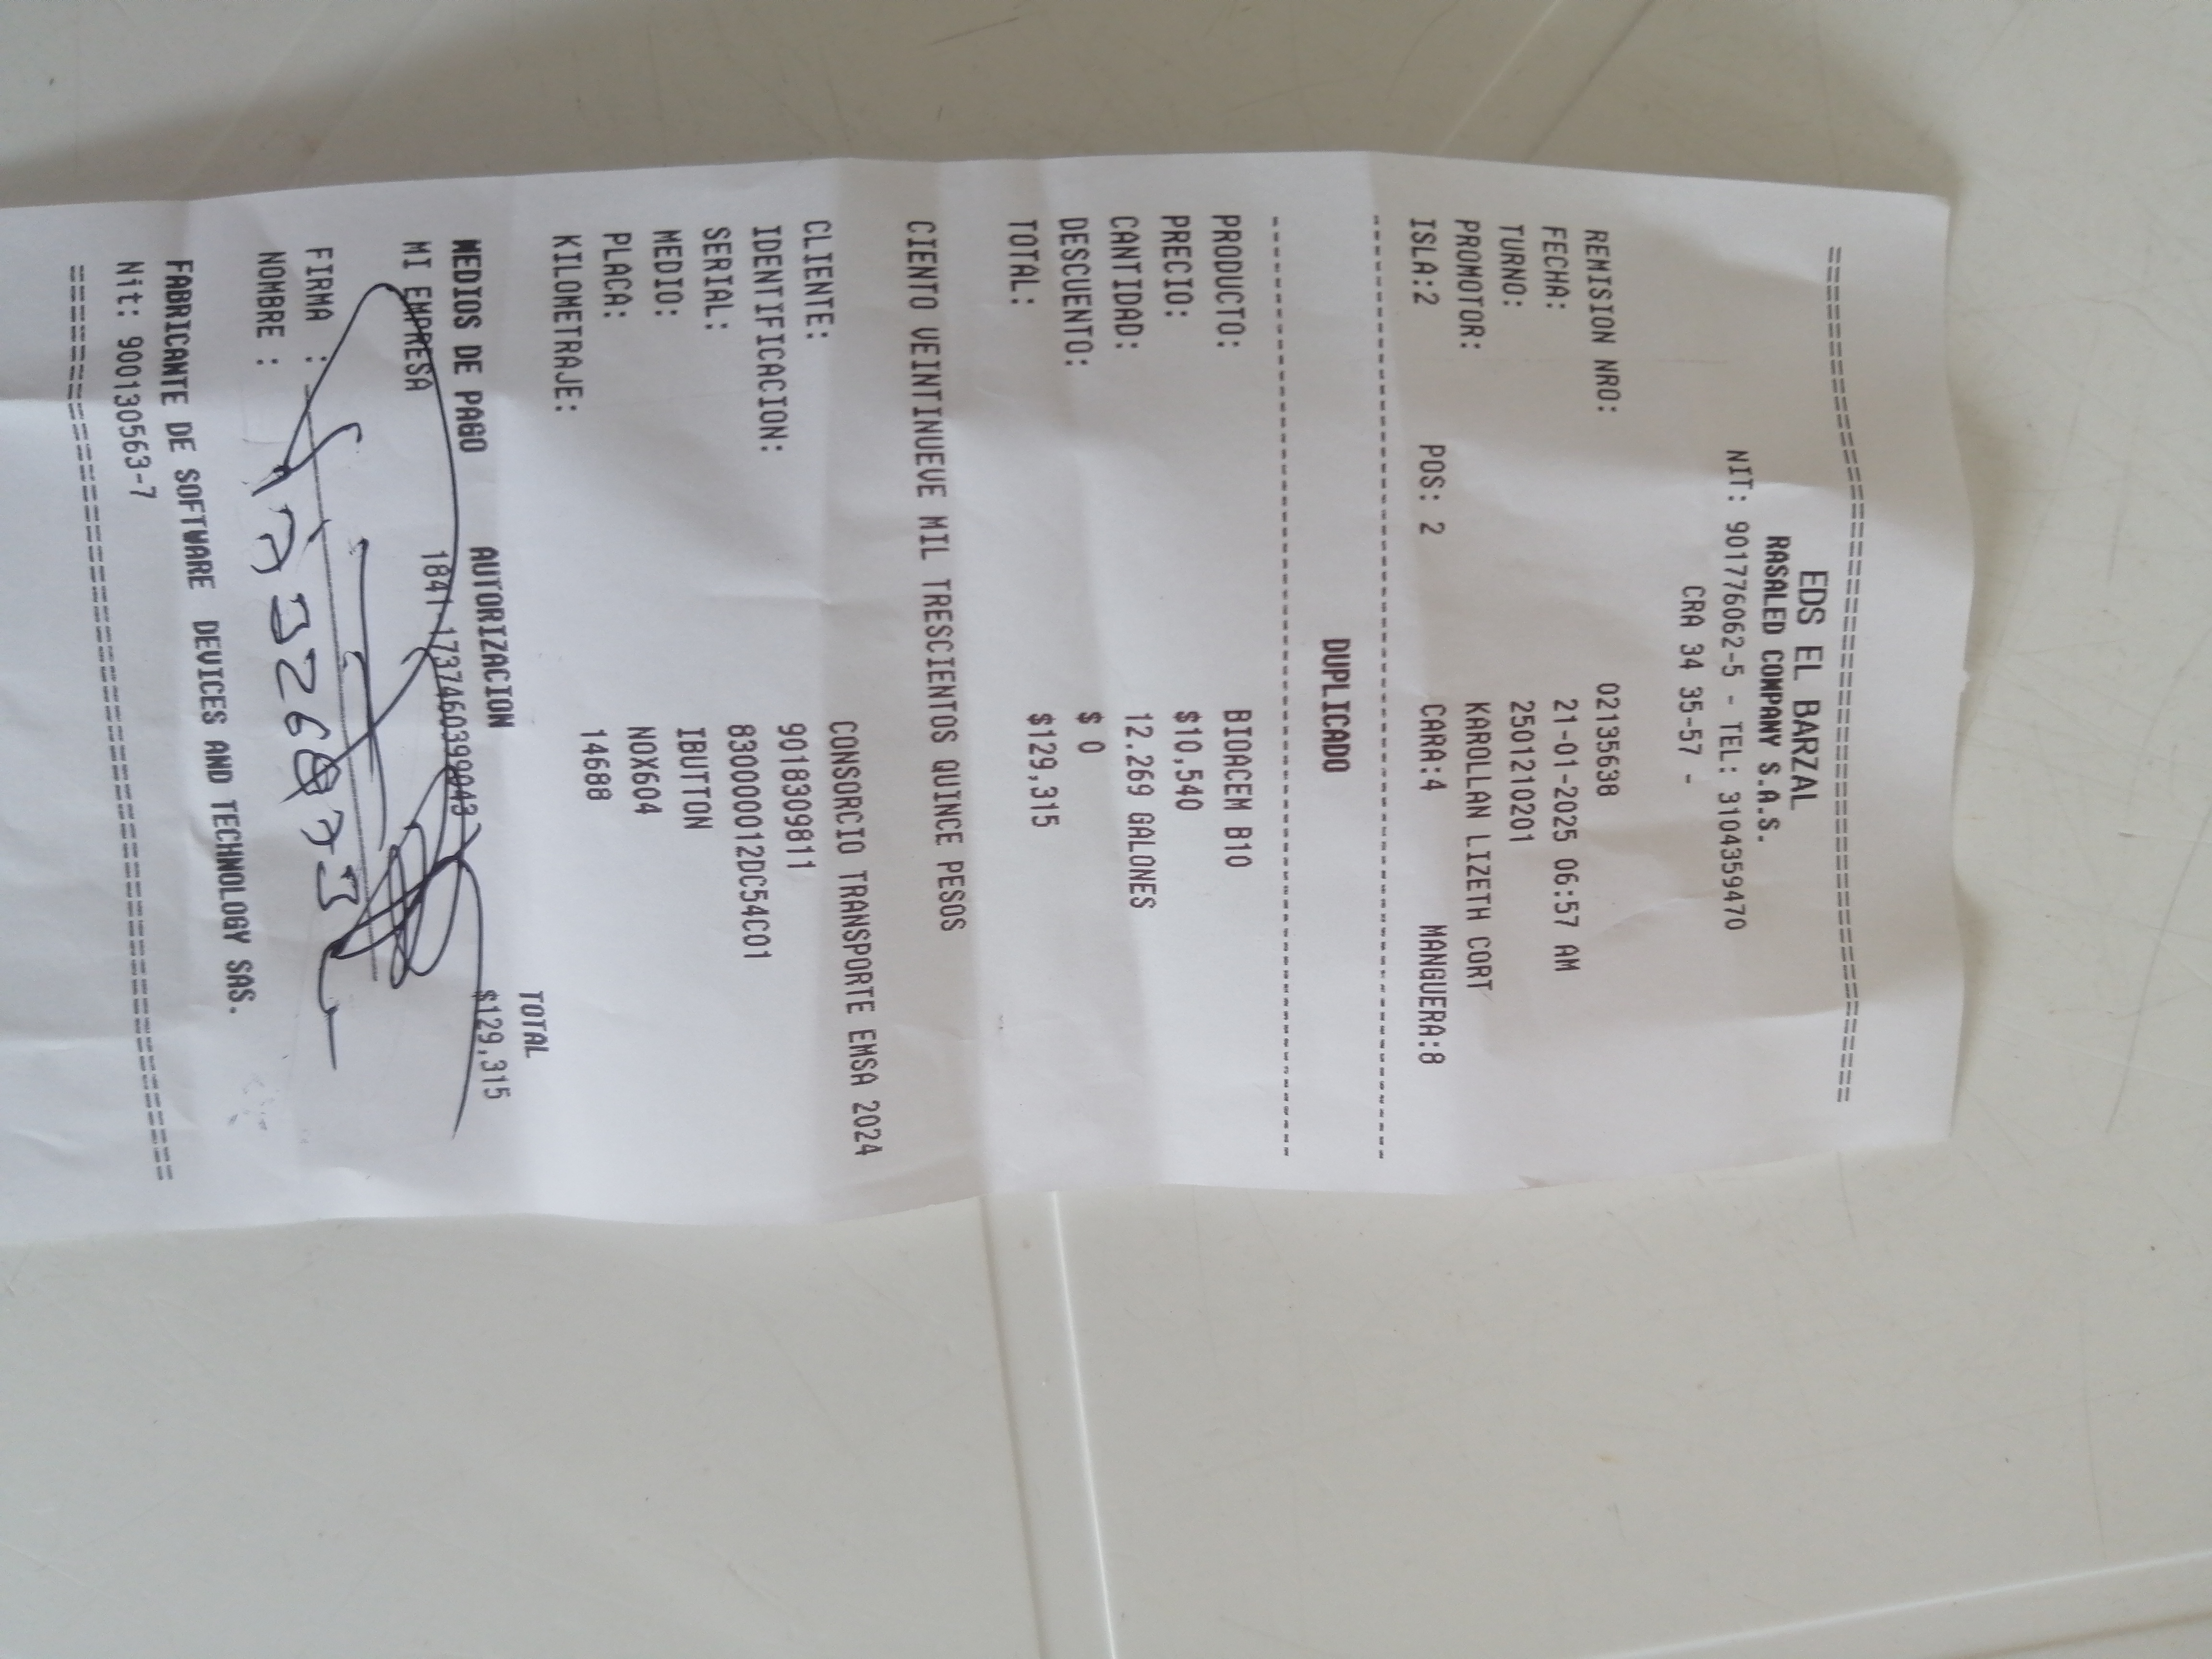 ==========================================
EDS EL BARZAL
RASALED COMPANY S.A.S.
NIT: 901776062-5 - TEL: 3104359470
CRA 34 35-57 -
REMISION NRO: 02135638
FECHA: 21-01-2025 06:57 AM
TURNO: 2501210201
PROMOTOR: KAROLLAN LIZETH CORT
ISLA:2 POS: 2 CARA:4 MANGUERA:8
------------------------------------------
DUPLICADO
------------------------------------------
PRODUCTO: BIOACEM B10
PRECIO: $10,540
CANTIDAD: 12.269 GALONES
DESCUENTO: $ 0
TOTAL: $129,315
CIENTO VEINTINUEVE MIL TRESCIENTOS QUINCE PESOS
CLIENTE: CONSORCIO TRANSPORTE EMSA 2024
IDENTIFICACION: 9018309811
SERIAL: 8300000012DC54C01
MEDIO: IBUTTON
PLACA: NOX604
KILOMETRAJE: 14688
MEDIOS DE PAGO AUTORIZACION TOTAL
MI EMPRESA 1841-1737460399043 $129,315
FIRMA :
NOMBRE :
FABRICANTE DE SOFTWARE DEVICES AND TECHNOLOGY SAS.
Nit: 900130563-7
==========================================